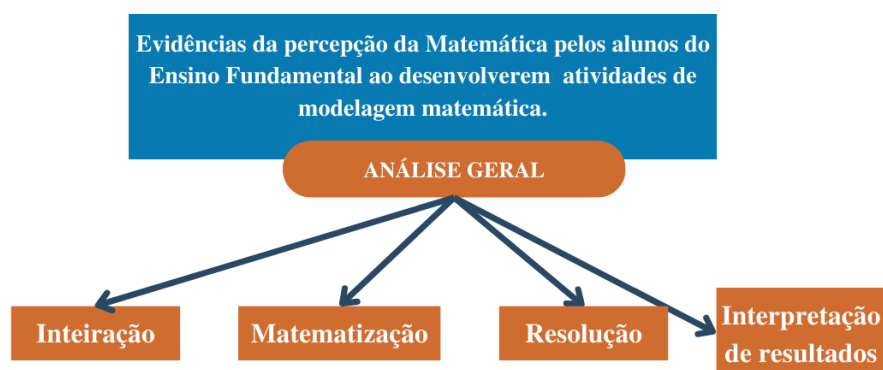 Evidências da percepção da Matemática pelos alunos do
Ensino Fundamental ao desenvolverem atividades de
modelagem matemática.
ANÁLISE GERAL
Inteiração
Matematização
Resolução
Interpretação
de resultados